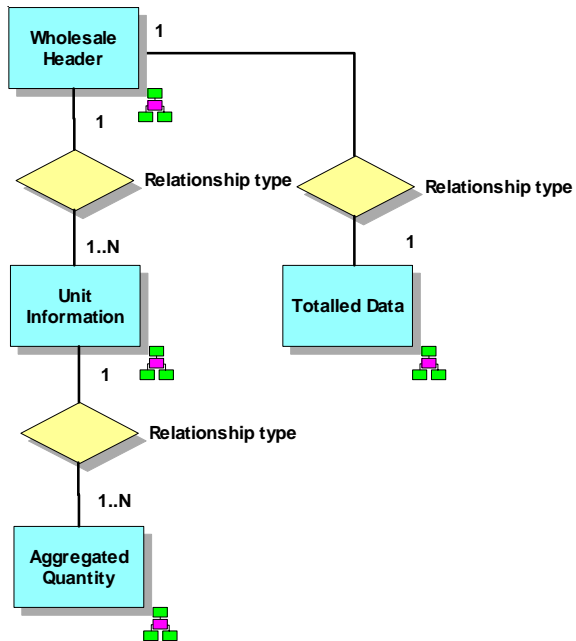 Wholesale
Header
1
1
Relationship type
Relationship type
1..N
1
Unit
Information
Totalled Data
1
Relationship type
1..N
Aggregated
Quantity